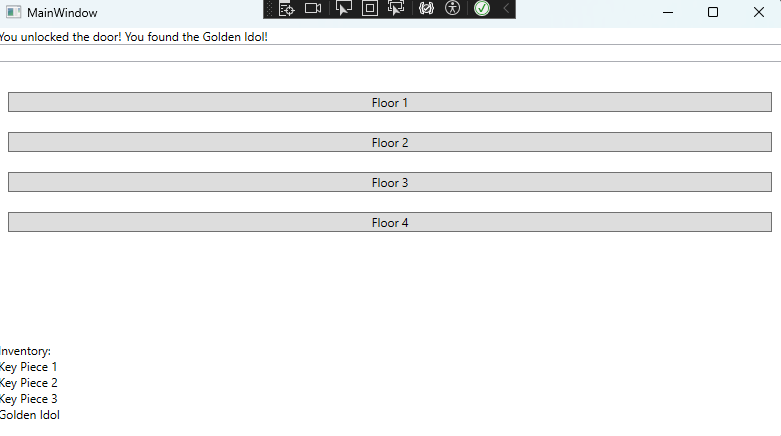 MainWindow
You unlocked the door! You found the Golden Idol!
Floor 1
Floor 2
Floor 3
Floor 4
Inventory:
Key Piece 1
Key Piece 2
Key Piece 3
Golden Idol